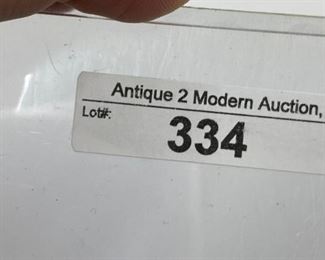 Antique 2 Modern Auction,
Lot#:
334